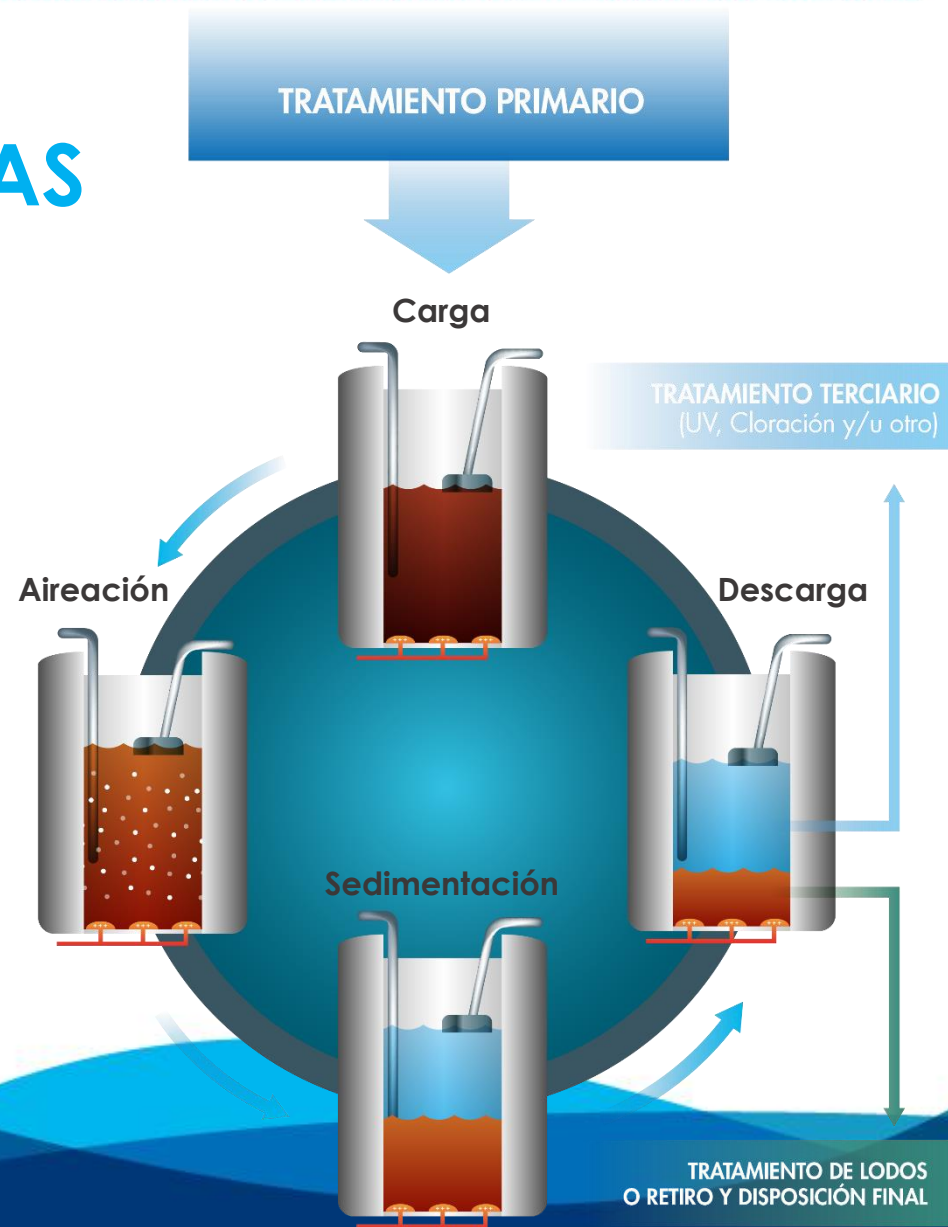 TRATAMIENTO PRIMARIO
AS
Carga
TRATAMIENTO TERCIARIO
(UV, Cloración y/u otro)
Aireación
Descarga
Sedimentación
TRATAMIENTO DE LODOS
O RETIRO Y DISPOSICIÓN FINAL